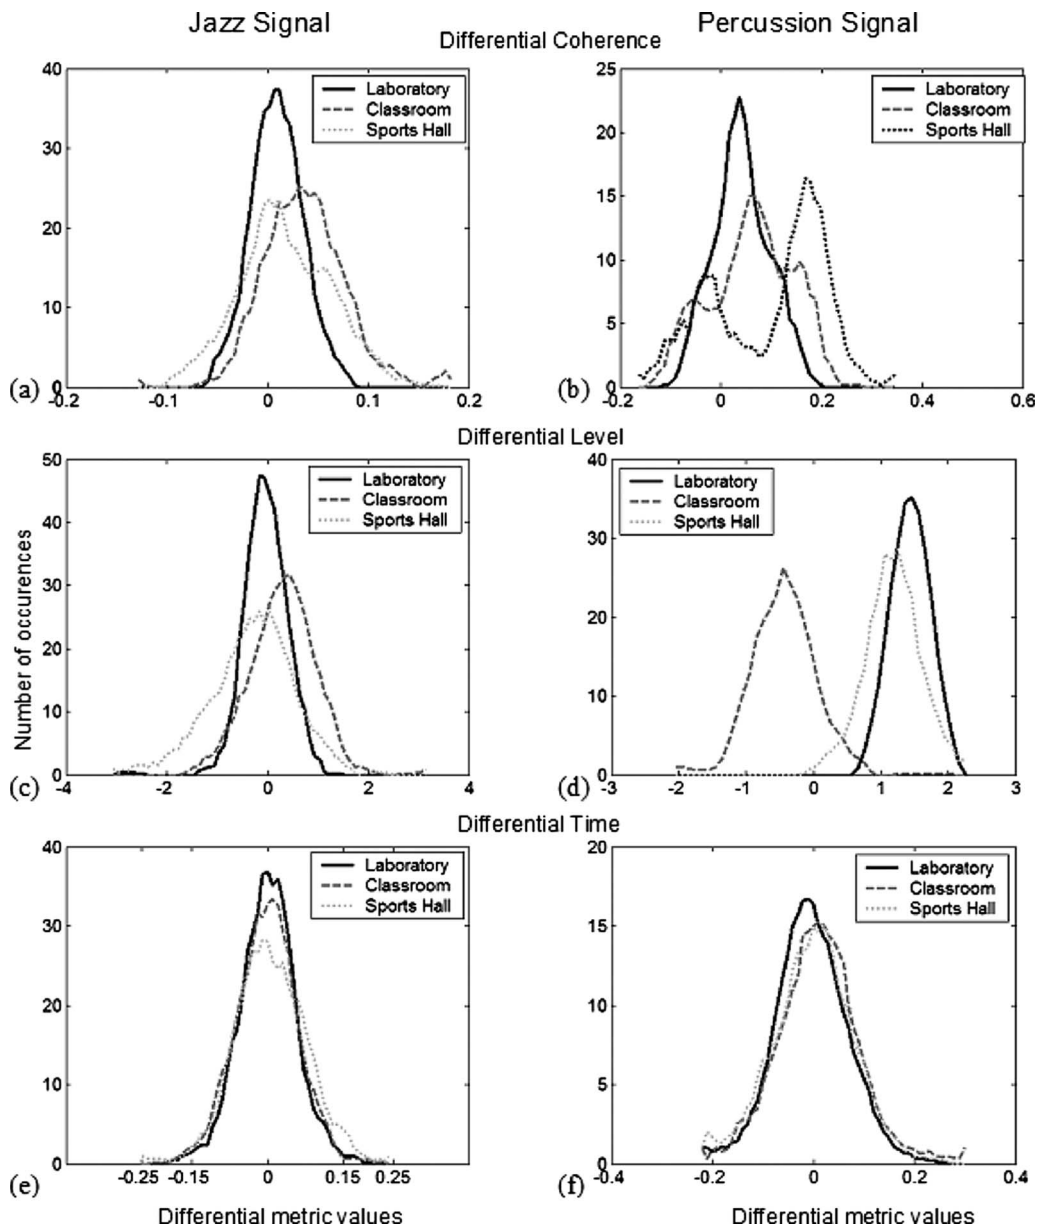 Jazz Signal Percussion Signal
Differential Coherence
40
30
20
10
0
-0.2 -0.1 0 0.1 0.2
Laboratory
Classroom
Sports Hall
(a)
25
20
15
10
5
0
-0.2 0 0.2 0.4 0.6
Laboratory
Classroom
Sports Hall
(b)
Differential Level
Number of occurences
50
40
30
20
10
0
-4 -2 0 2 4
Laboratory
Classroom
Sports Hall
(c)
40
30
20
10
0
-3 -2 -1 0 1 2 3
Laboratory
Classroom
Sports Hall
(d)
Differential Time
40
30
20
10
0
-0.25 -0.15 0 0.15 0.25
Laboratory
Classroom
Sports Hall
(e)
20
15
10
5
0
-0.4 -0.2 0 0.2 0.4
Laboratory
Classroom
Sports Hall
(f)
Differential metric values Differential metric values